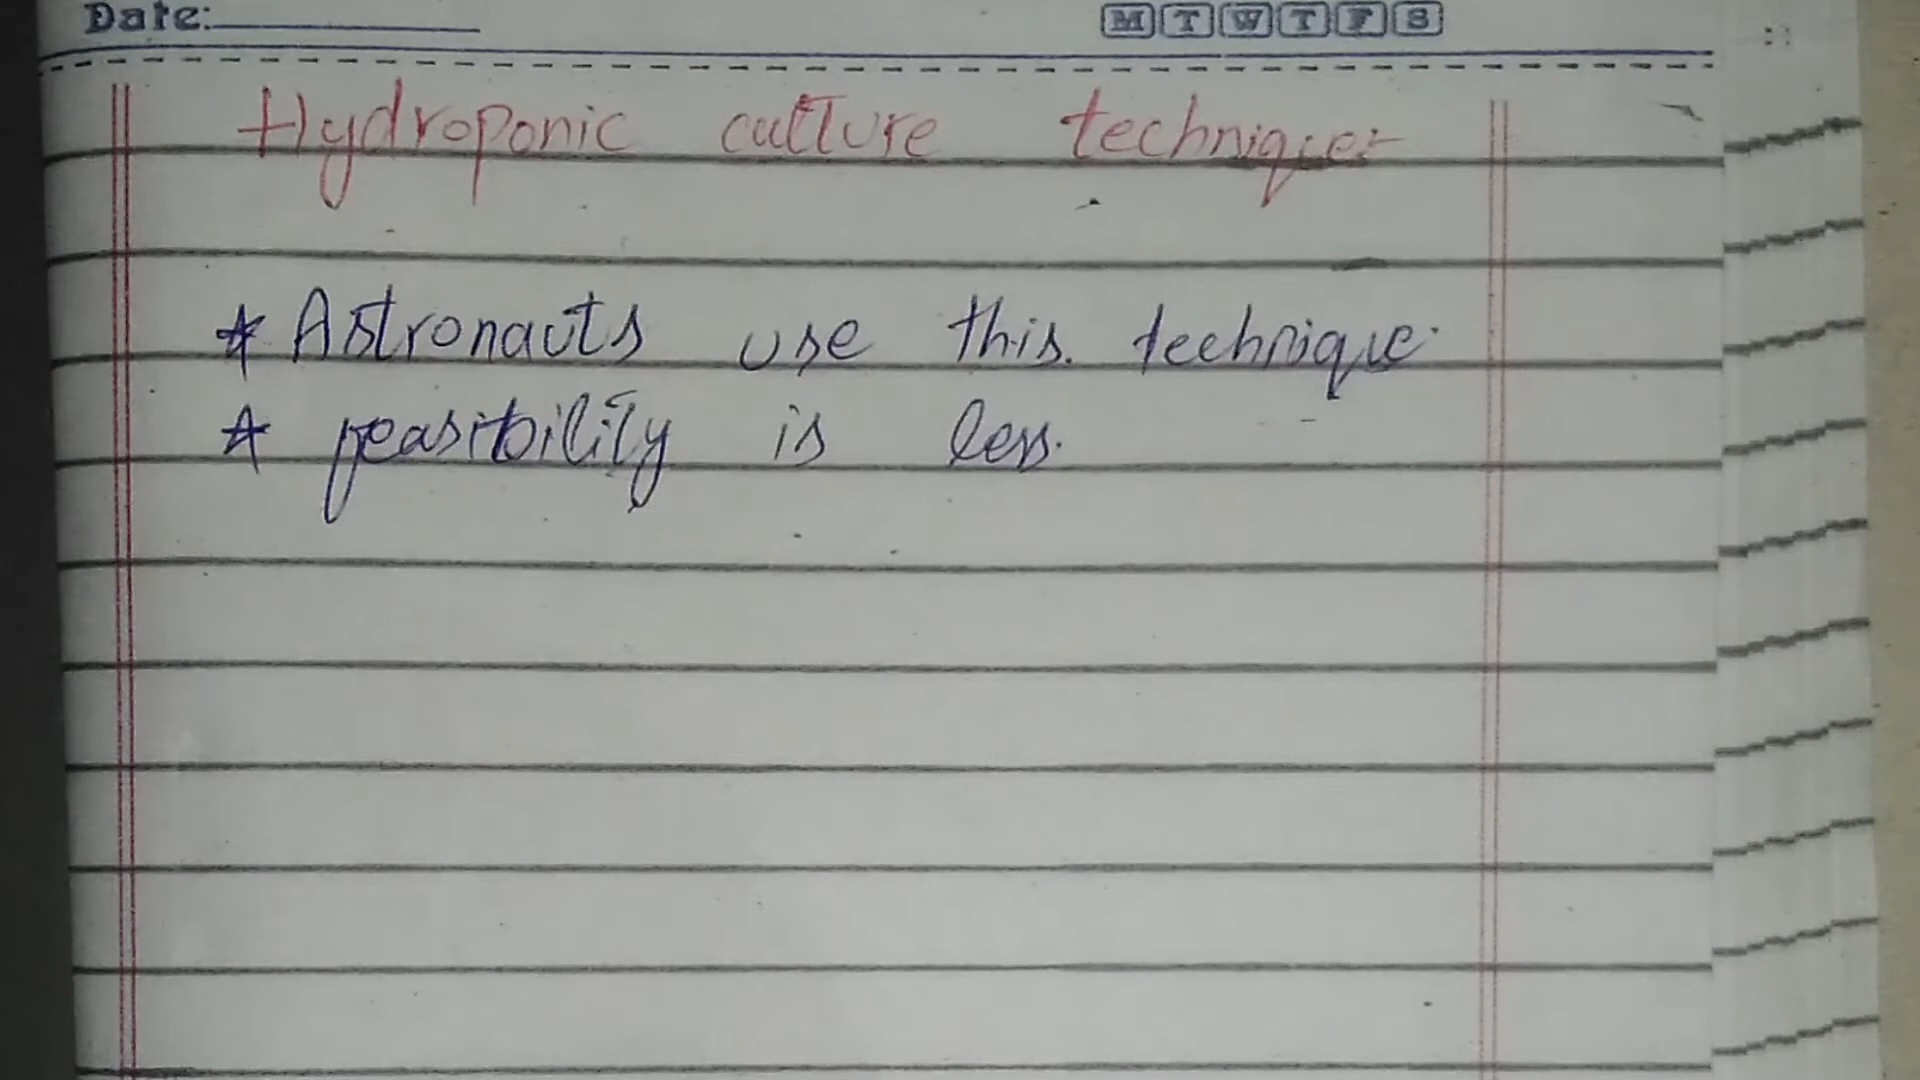 Date:
M T W T F S
Hydroponic culture technique:-
* Astronauts use this technique.
* feasibility is less.